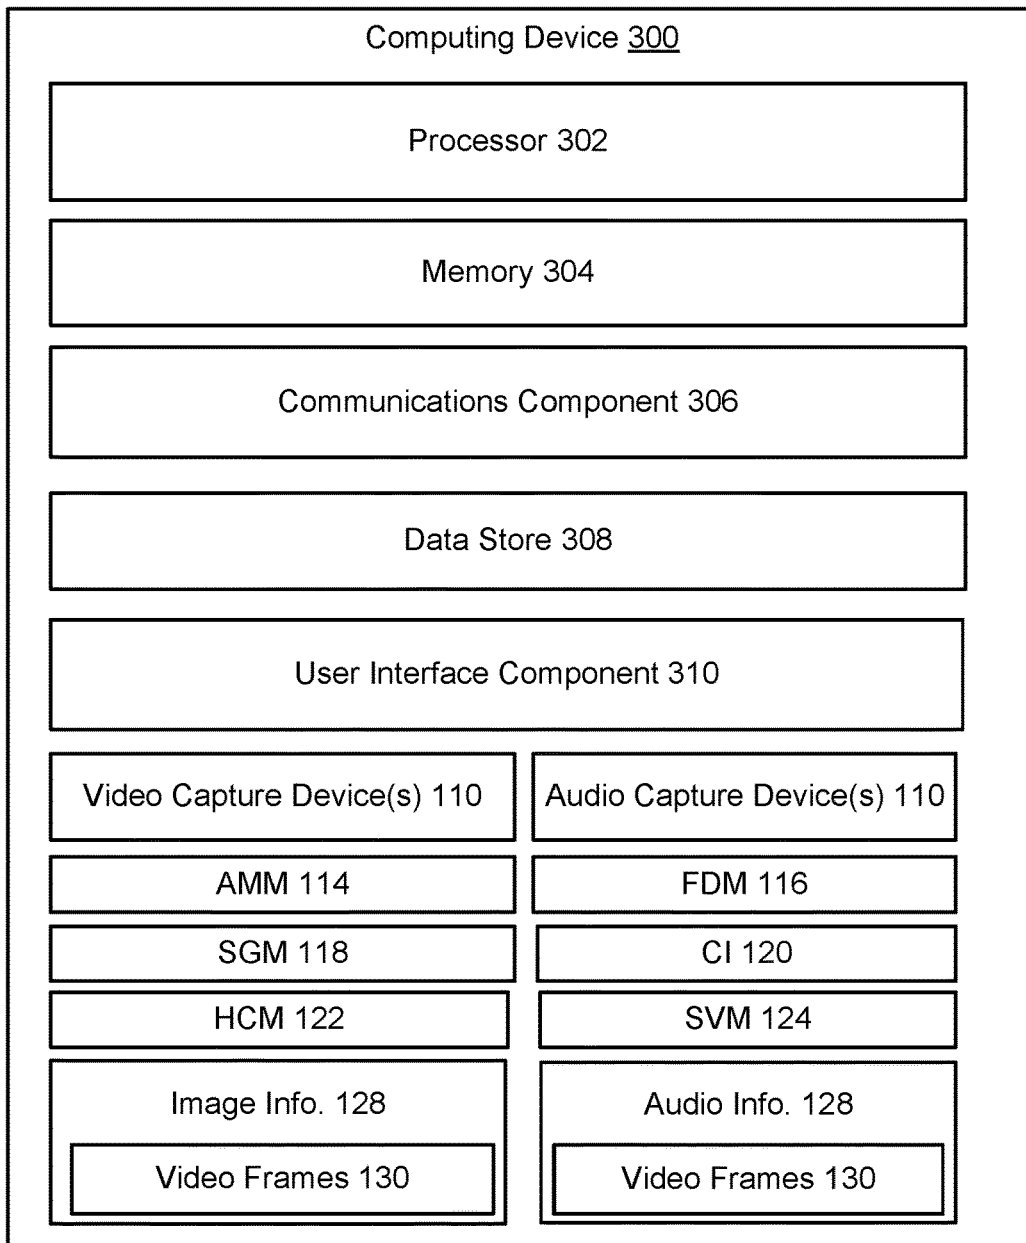 Computing Device 300
Processor 302
Memory 304
Communications Component 306
Data Store 308
User Interface Component 310
Video Capture Device(s) 110
Audio Capture Device(s) 110
AMM 114
FDM 116
SGM 118
CI 120
HCM 122
SVM 124
Image Info. 128
Audio Info. 128
Video Frames 130
Video Frames 130